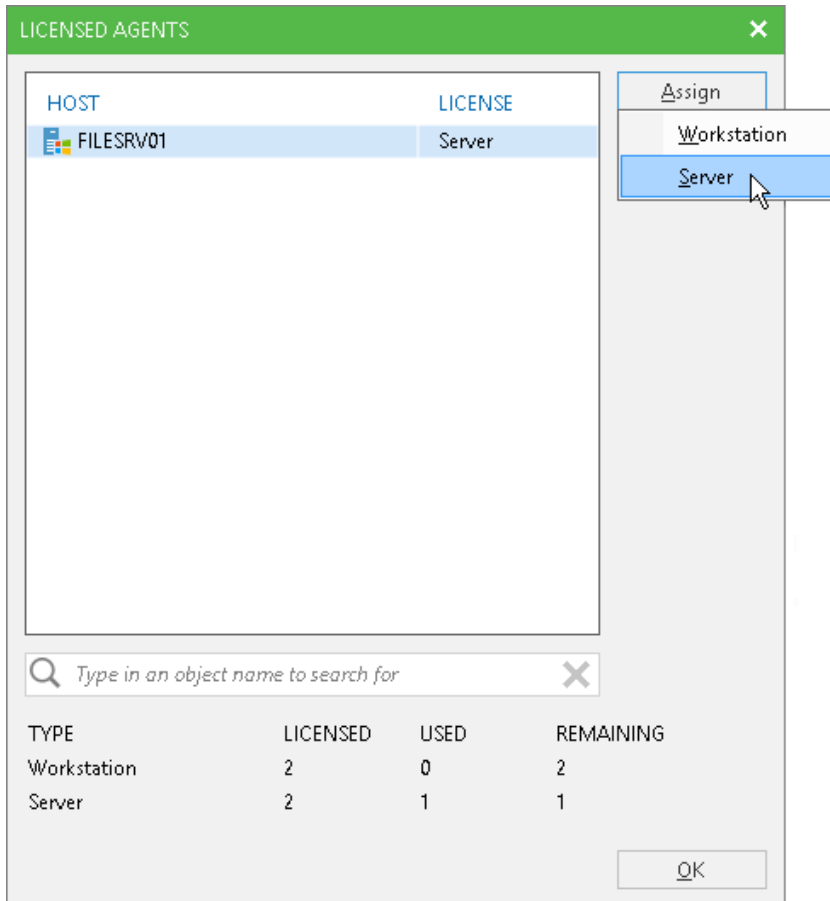 LICENSED AGENTS
HOST LICENSE
FILESRV01 Server
Assign
Workstation
Server
Type in an object name to search for
TYPE LICENSED USED REMAINING
Workstation 2 0 2
Server 2 1 1
OK